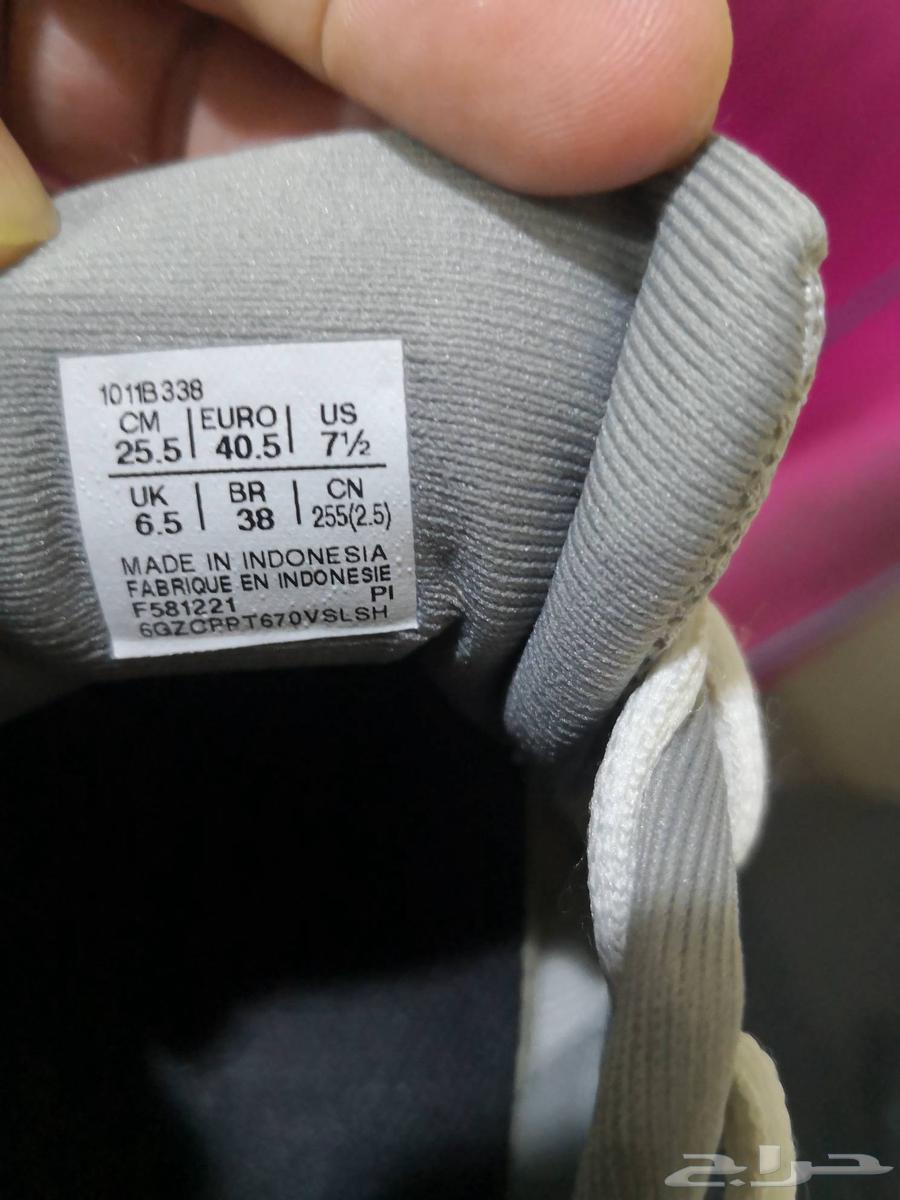 1011B338
CM | EURO | US
25.5 | 40.5 | 7½
UK | BR | CN
6.5 | 38 | 255(2.5)
MADE IN INDONESIA
FABRIQUE EN INDONESIE
F581221 PI
6GZCPPT670VSLSH
حراج